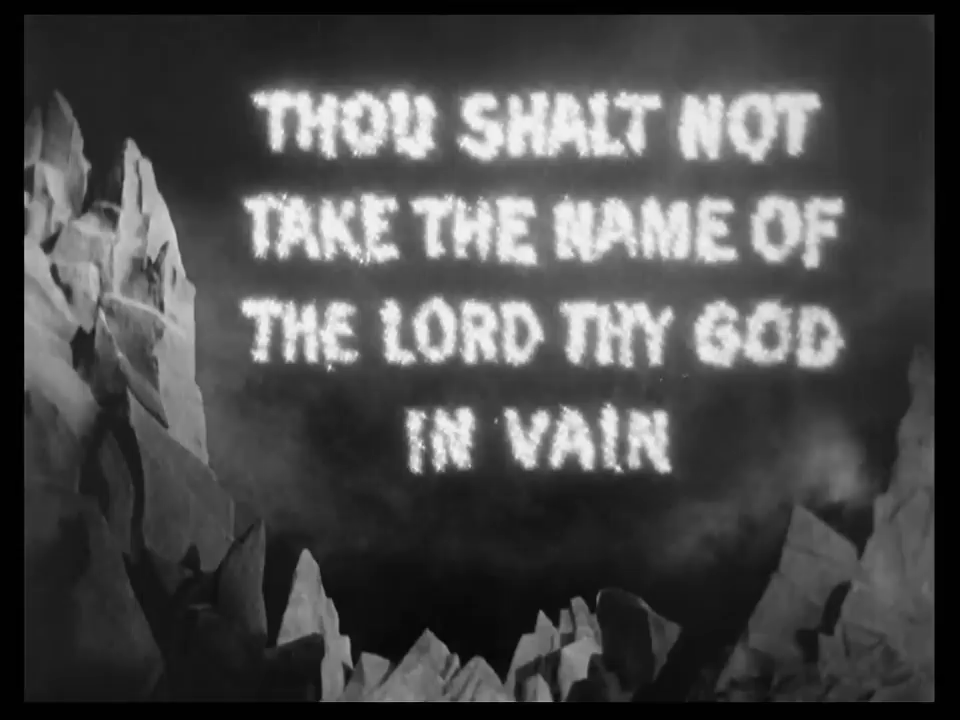 THOU SHALT NOT
TAKE THE NAME OF
THE LORD THY GOD
IN VAIN